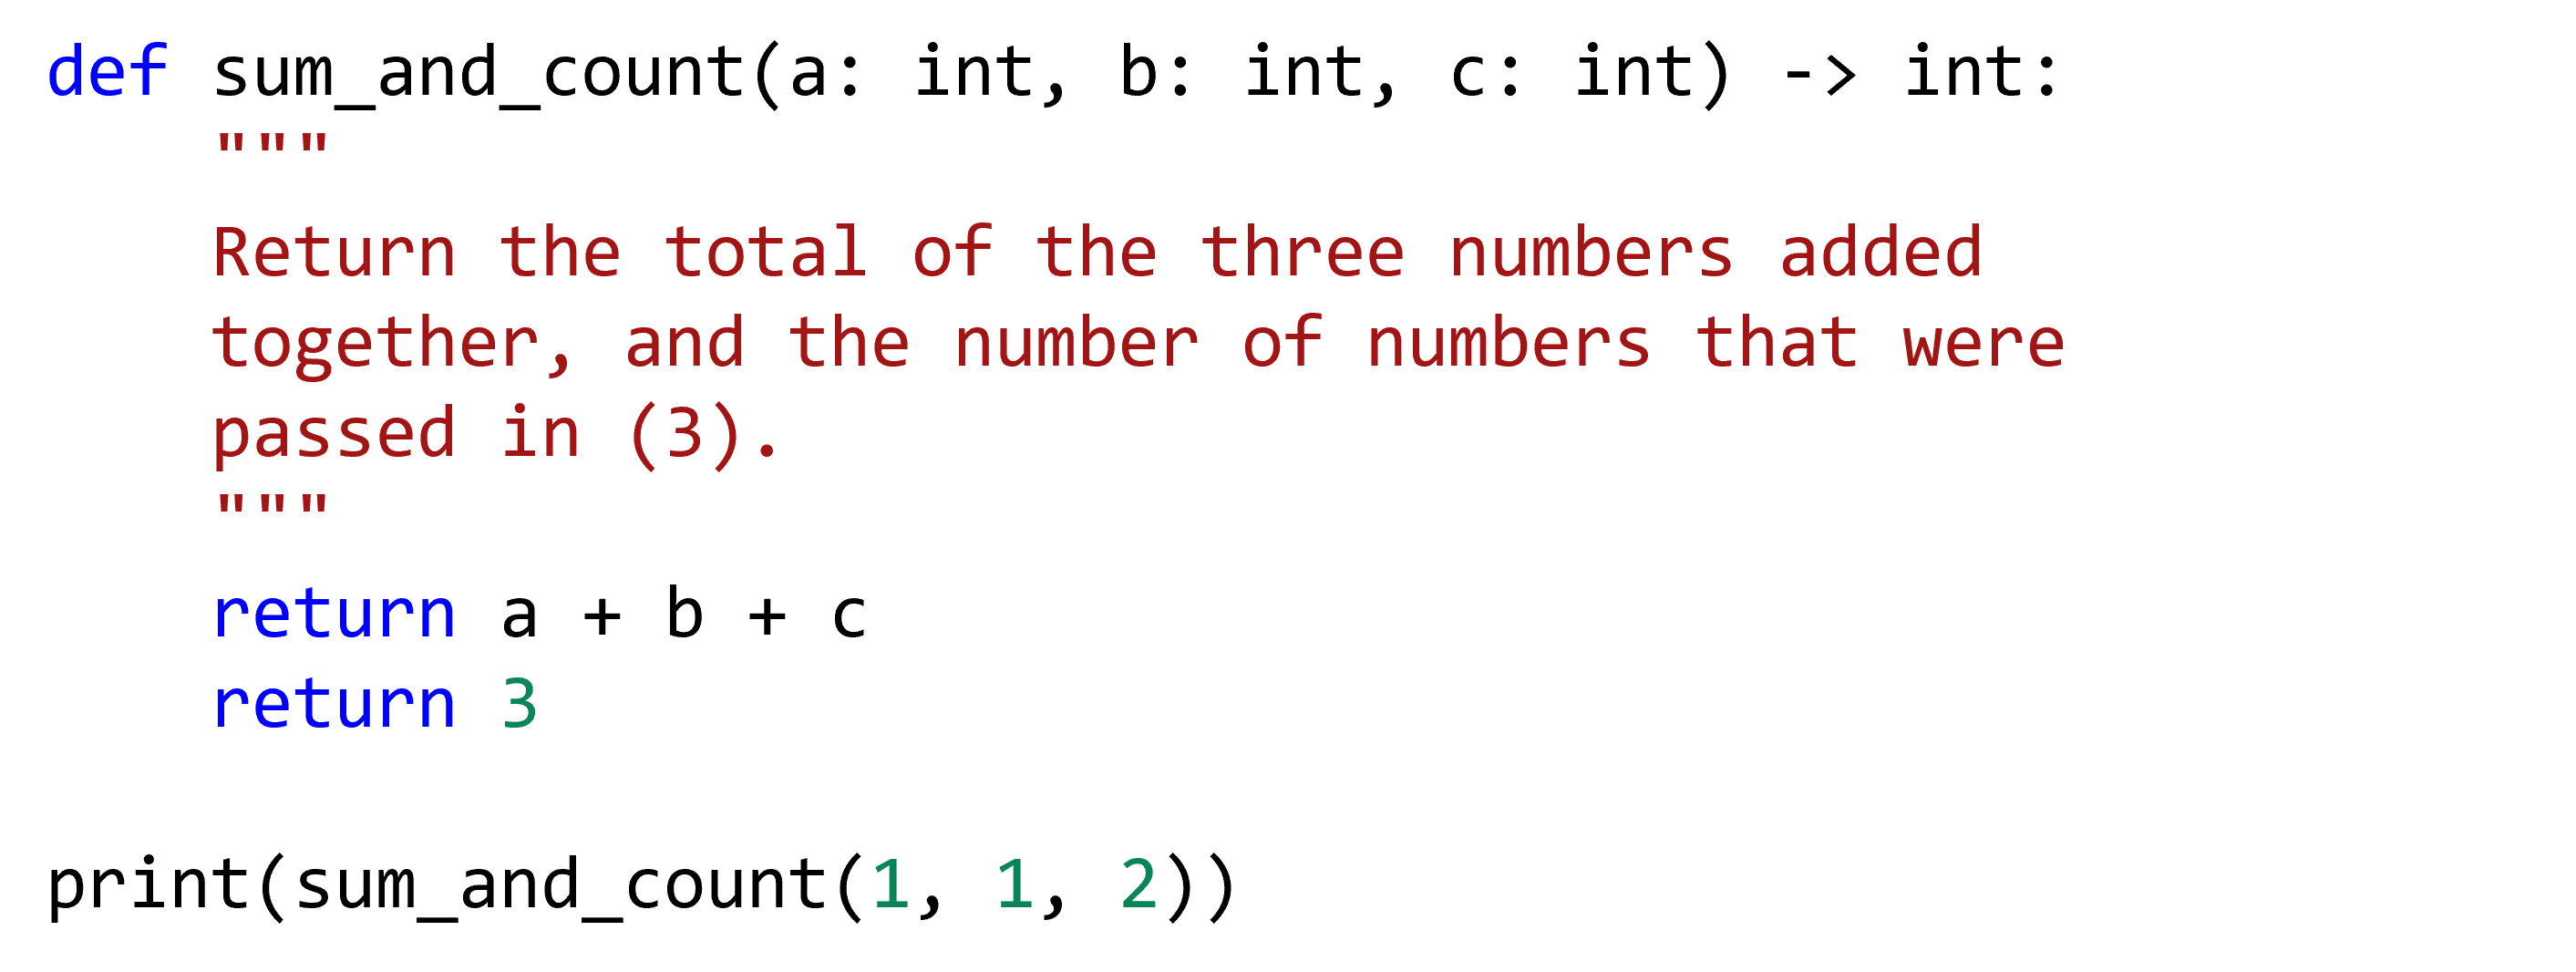 def sum_and_count(a: int, b: int, c: int) -> int:
    """
    Return the total of the three numbers added
    together, and the number of numbers that were
    passed in (3).
    """
    return a + b + c
    return 3
print(sum_and_count(1, 1, 2))